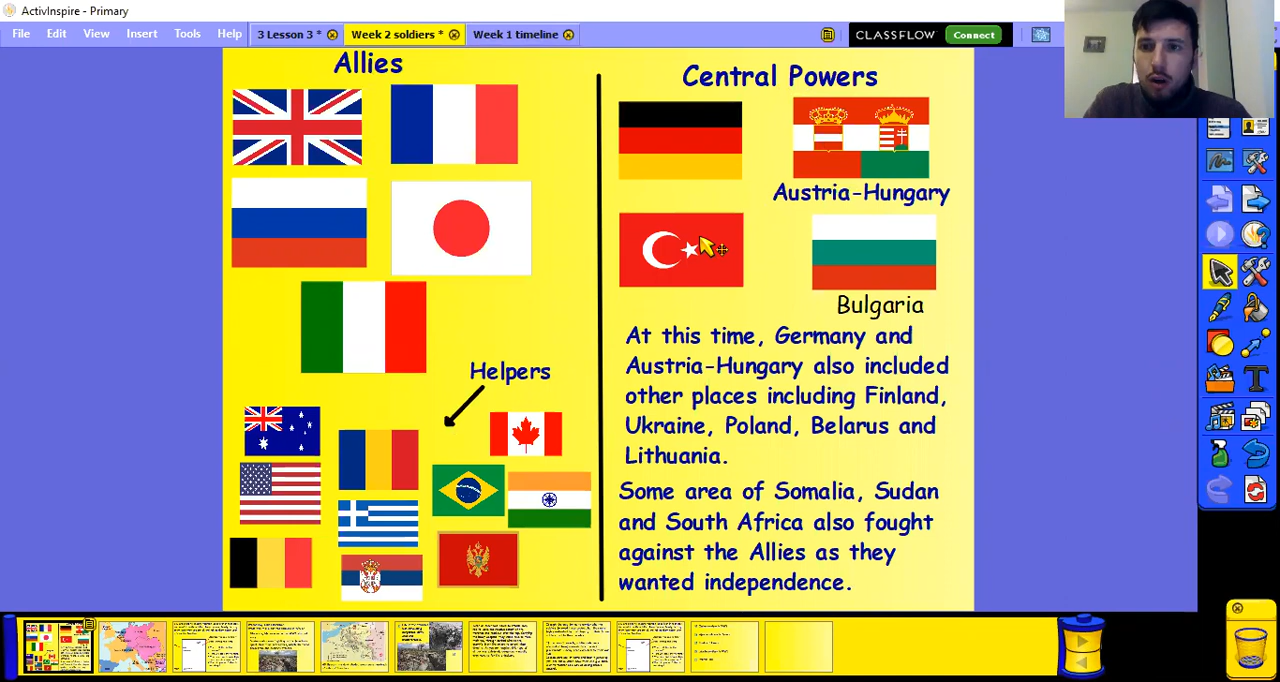 ActivInspire - Primary
File Edit View Insert Tools Help
3 Lesson 3 *
Week 2 soldiers *
Week 1 timeline
CLASSFLOW Connect
Allies
Helpers
Central Powers
Austria-Hungary
Bulgaria
At this time, Germany and
Austria-Hungary also included
other places including Finland,
Ukraine, Poland, Belarus and
Lithuania.
Some area of Somalia, Sudan
and South Africa also fought
against the Allies as they
wanted independence.